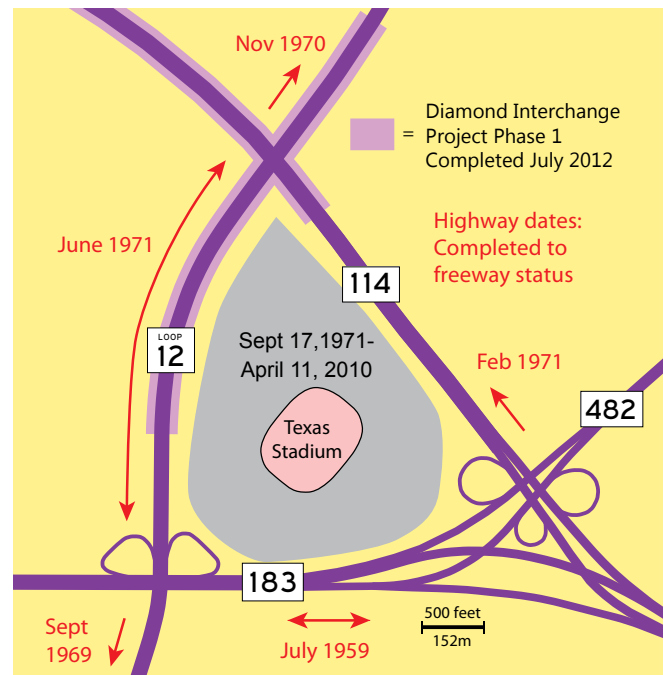 Nov 1970
Diamond Interchange
= Project Phase 1
Completed July 2012
June 1971
Highway dates:
Completed to
freeway status
114
LOOP
12
Sept 17,1971-
April 11, 2010
Feb 1971
482
Texas
Stadium
183
500 feet
152m
Sept
1969
July 1959